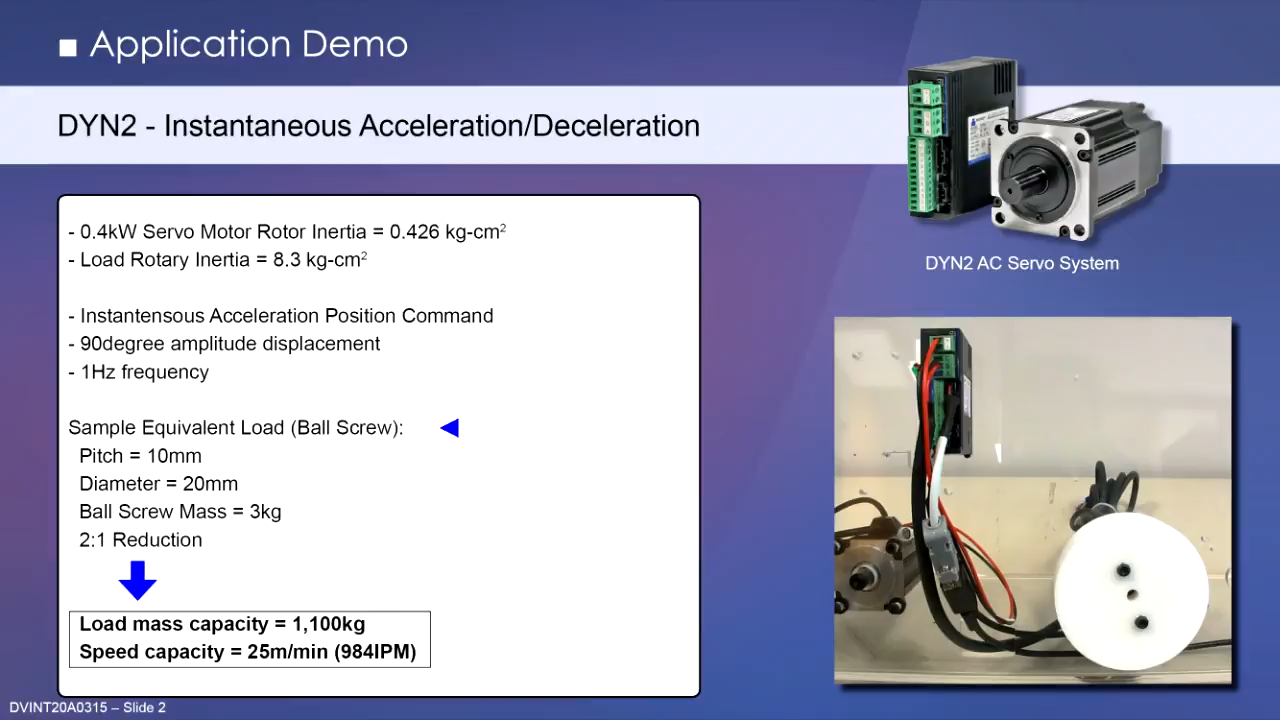 ■ Application Demo
DYN2 - Instantaneous Acceleration/Deceleration
- 0.4kW Servo Motor Rotor Inertia = 0.426 kg-cm²
- Load Rotary Inertia = 8.3 kg-cm²
- Instantensous Acceleration Position Command
- 90degree amplitude displacement
- 1Hz frequency
Sample Equivalent Load (Ball Screw):
Pitch = 10mm
Diameter = 20mm
Ball Screw Mass = 3kg
2:1 Reduction
Load mass capacity = 1,100kg
Speed capacity = 25m/min (984IPM)
DYN2 AC Servo System
DVINT20A0315 – Slide 2